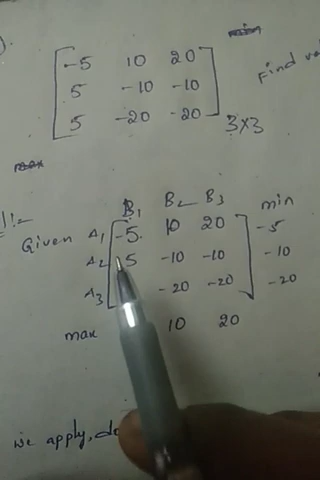 ).
-5 10 20 Find
5 -10 -10
5 -20 -20 3x3
B1 B2 B3 min
Given A1 -5 10 20 -5
A2 5 -10 -10 -10
A3 -20 -20 -20
max 10 20
we apply,